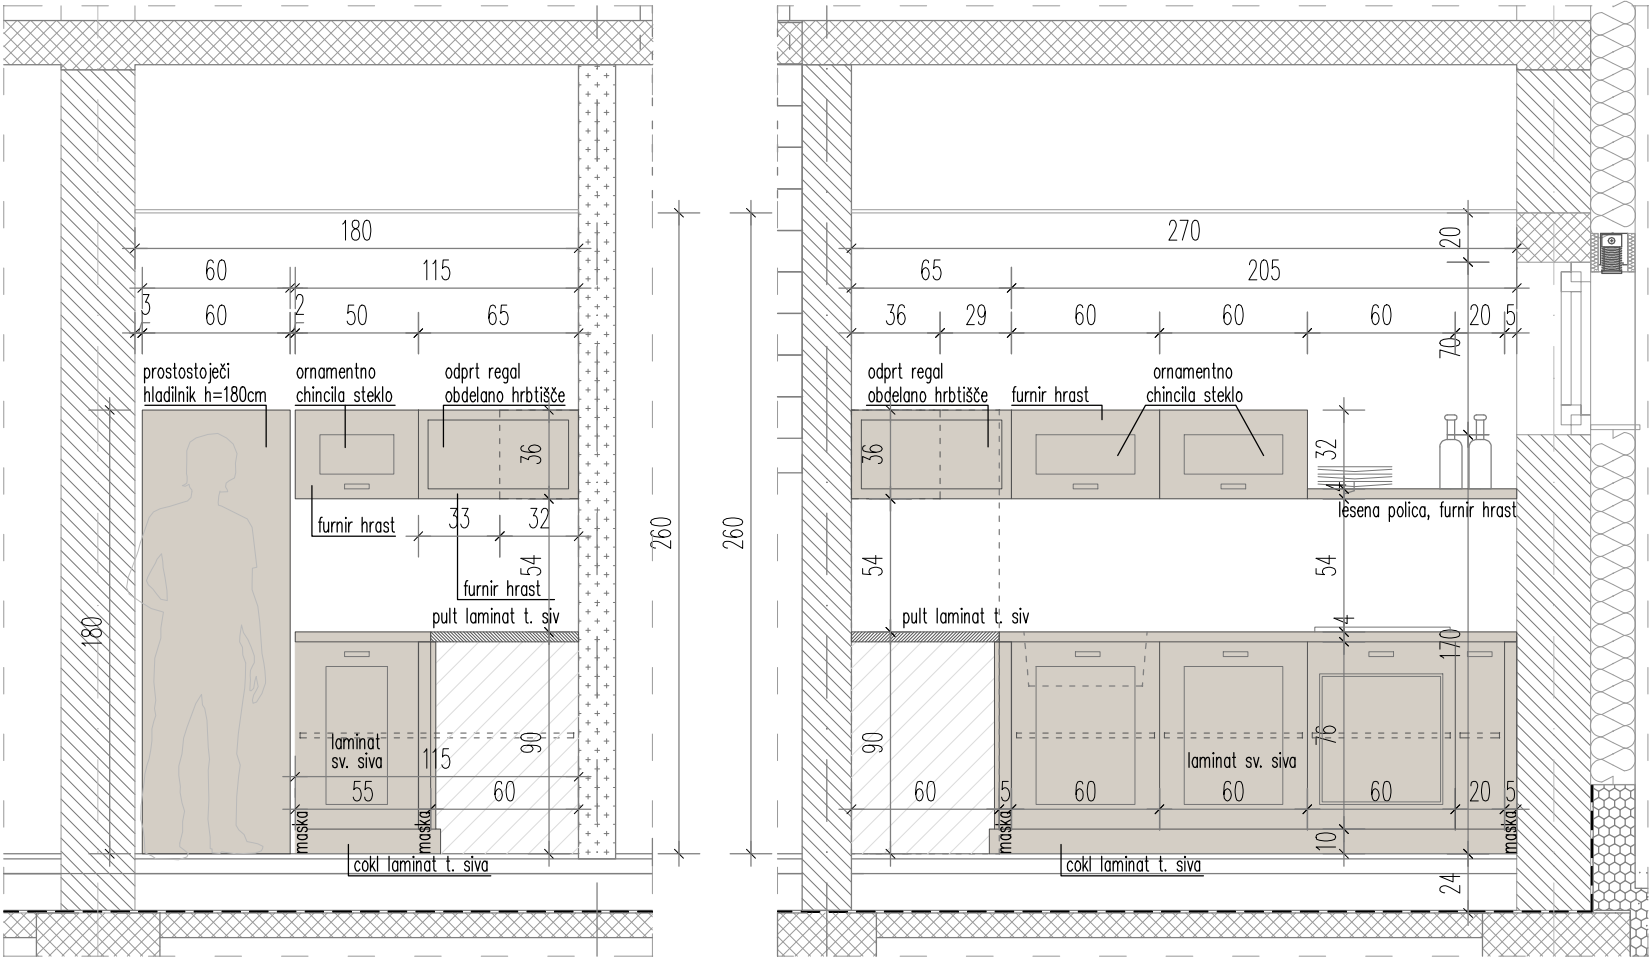 180
60
115
3
60
2
50
65
prostostoječi
hladilnik h=180cm
ornamentno
chincila steklo
odprt regal
obdelano hrbtišče
36
furnir hrast
33
32
54
furnir hrast
pult laminat t. siv
180
260
laminat
sv. siva
90
115
55
60
maska
maska
cokl laminat t. siva
270
20
65
205
36
29
60
60
60
20
5
70
odprt regal
obdelano hrbtišče
furnir hrast
ornamentno
chincila steklo
36
32
4
lesena polica, furnir hrast
260
54
54
pult laminat t. siv
4
170
90
76
laminat sv. siva
60
5
60
60
60
20
5
maska
10
maska
cokl laminat t. siva
24